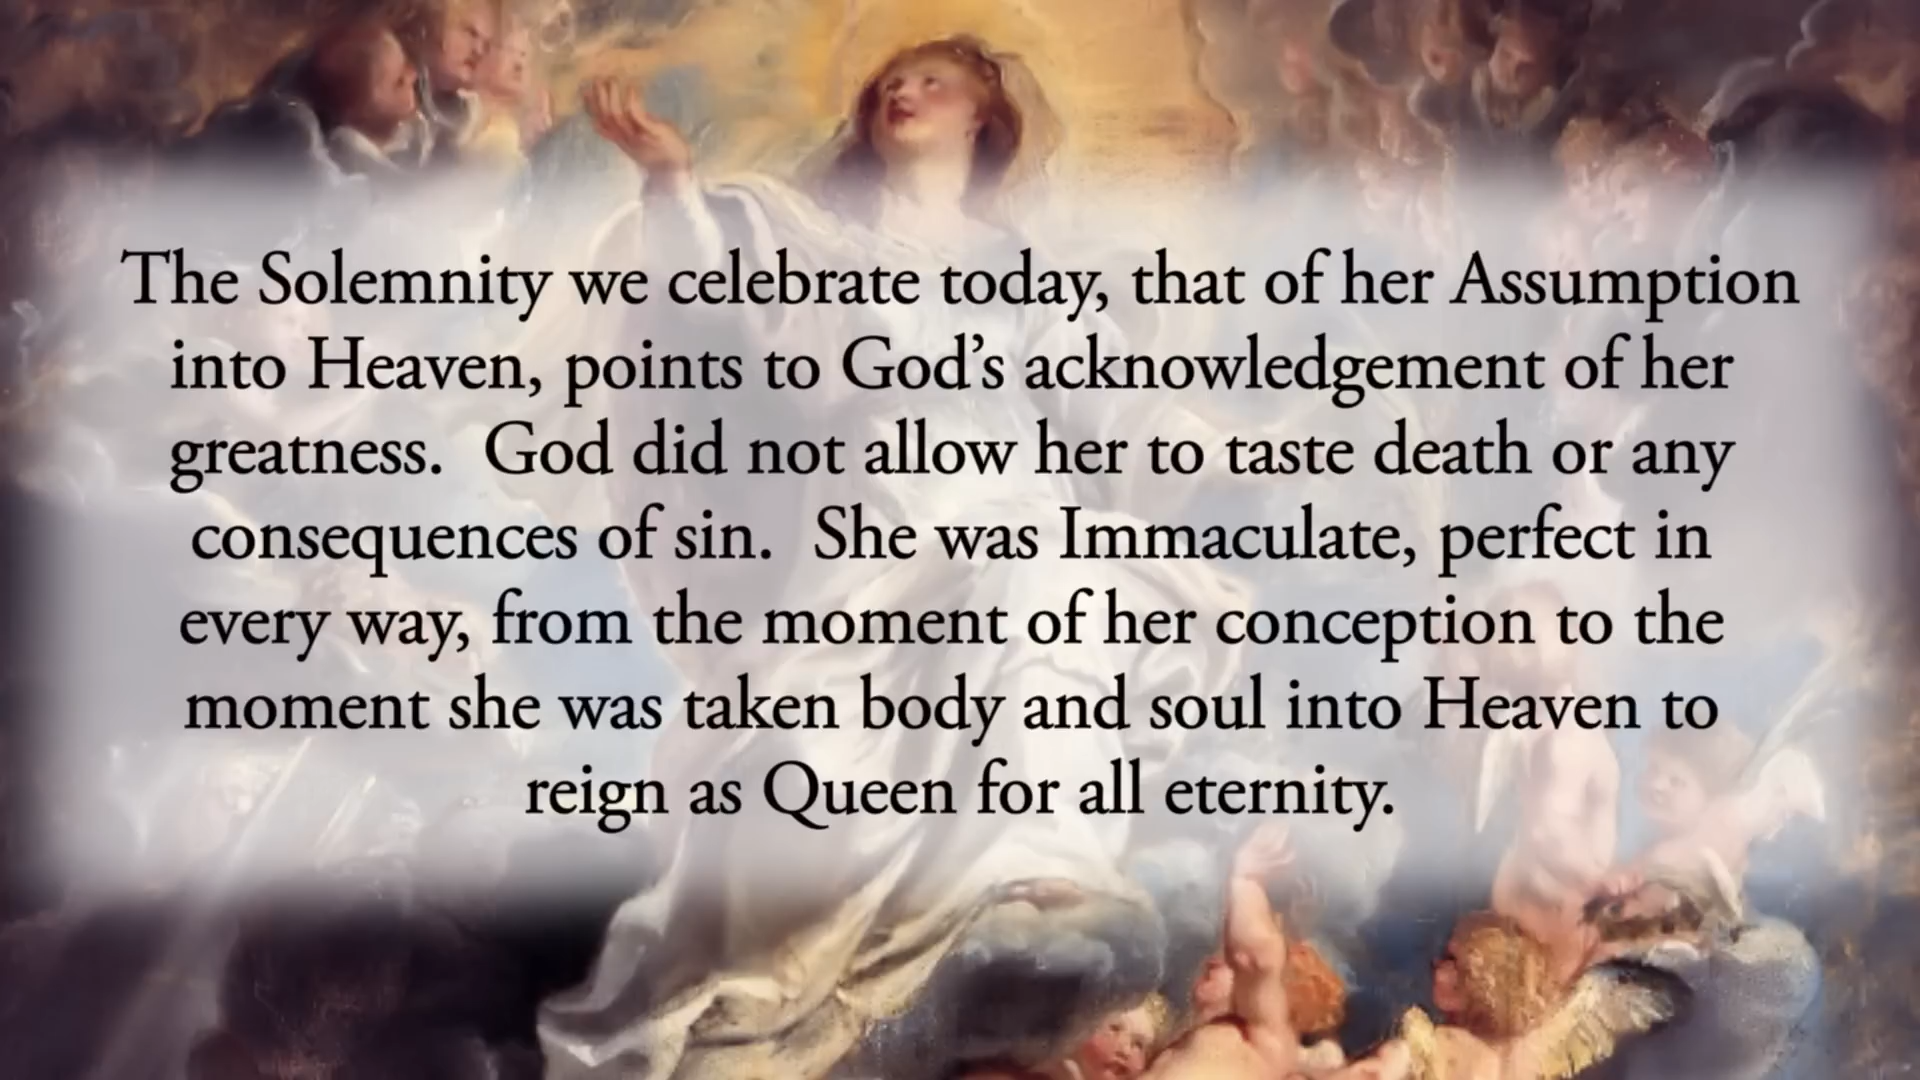 The Solemnity we celebrate today, that of her Assumption
into Heaven, points to God’s acknowledgement of her
greatness.  God did not allow her to taste death or any
consequences of sin.  She was Immaculate, perfect in
every way, from the moment of her conception to the
moment she was taken body and soul into Heaven to
reign as Queen for all eternity.